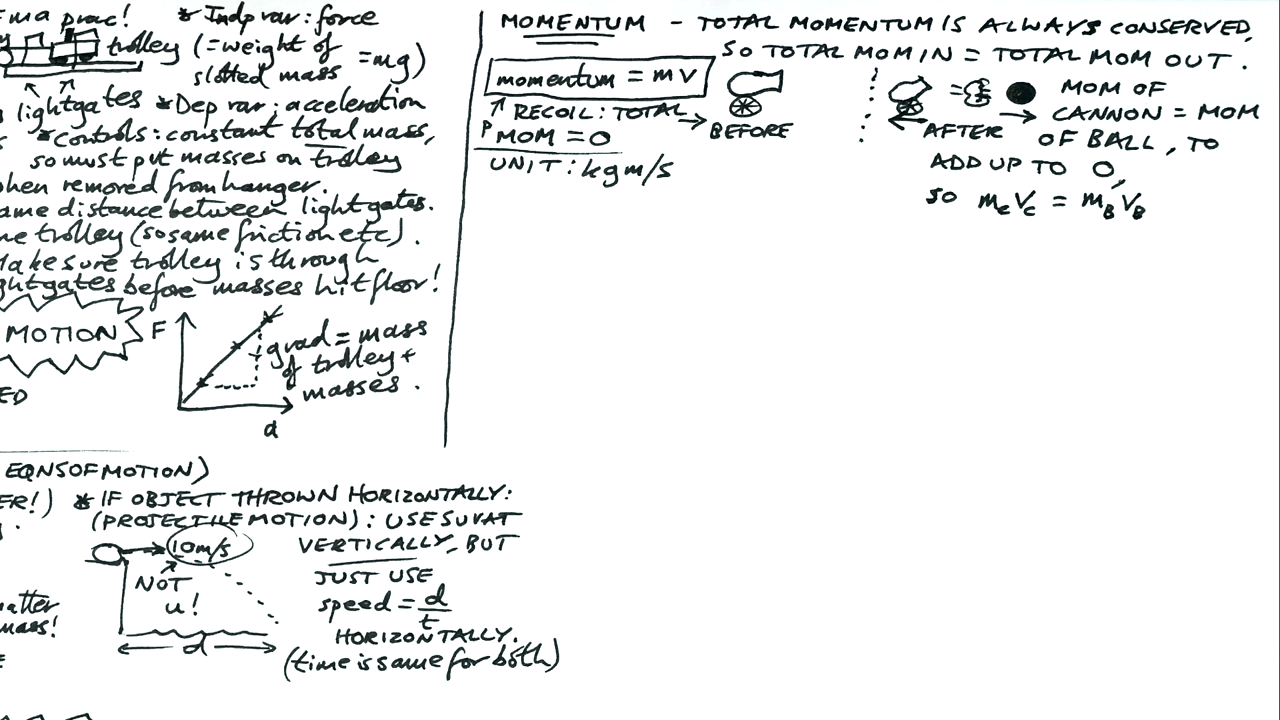 F=ma prac!
* Indp var: force
trolley (=weight of slotted mass =mg)
lightgates * Dep var: acceleration
* Controls: constant total mass,
so must put masses on trolley
when removed from hanger.
same distance between lightgates.
trolley (so same friction etc).
Make sure trolley is through
lightgates before masses hit floor!
MOTION
F
grad = mass
of trolley +
masses.
a
EQNS OF MOTION)
* IF OBJECT THROWN HORIZONTALLY:
(PROJECTILE MOTION): USE SUVAT
10m/s VERTICALLY, BUT
NOT u!
JUST USE
speed = d/t
HORIZONTALLY.
d
(time is same for both)
matter
mass!
MOMENTUM - TOTAL MOMENTUM IS ALWAYS CONSERVED,
SO TOTAL MOM IN = TOTAL MOM OUT.
momentum = mv
p
RECOIL: TOTAL
MOM = 0
UNIT: kgm/s
BEFORE
AFTER
MOM OF
CANNON = MOM
OF BALL, TO
ADD UP TO 0,
so mcVc = mBVB